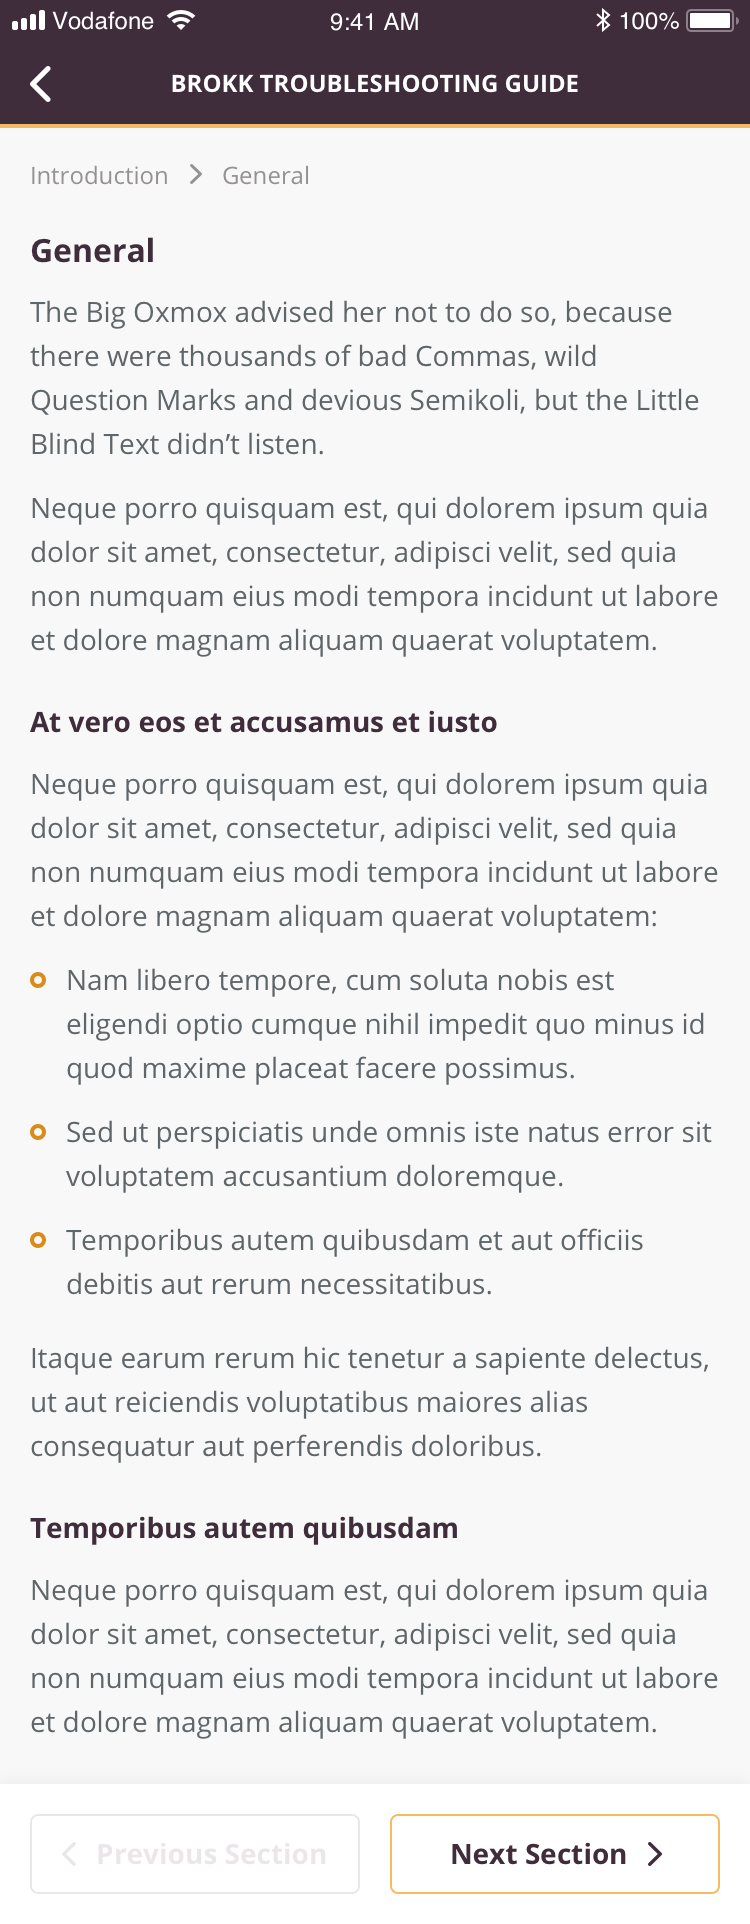 Vodafone 9:41 AM 100%
BROKK TROUBLESHOOTING GUIDE
Introduction General
General
The Big Oxmox advised her not to do so, because
there were thousands of bad Commas, wild
Question Marks and devious Semikoli, but the Little
Blind Text didn’t listen.
Neque porro quisquam est, qui dolorem ipsum quia
dolor sit amet, consectetur, adipisci velit, sed quia
non numquam eius modi tempora incidunt ut labore
et dolore magnam aliquam quaerat voluptatem.
At vero eos et accusamus et iusto
Neque porro quisquam est, qui dolorem ipsum quia
dolor sit amet, consectetur, adipisci velit, sed quia
non numquam eius modi tempora incidunt ut labore
et dolore magnam aliquam quaerat voluptatem:
Nam libero tempore, cum soluta nobis est
eligendi optio cumque nihil impedit quo minus id
quod maxime placeat facere possimus.
Sed ut perspiciatis unde omnis iste natus error sit
voluptatem accusantium doloremque.
Temporibus autem quibusdam et aut officiis
debitis aut rerum necessitatibus.
Itaque earum rerum hic tenetur a sapiente delectus,
ut aut reiciendis voluptatibus maiores alias
consequatur aut perferendis doloribus.
Temporibus autem quibusdam
Neque porro quisquam est, qui dolorem ipsum quia
dolor sit amet, consectetur, adipisci velit, sed quia
non numquam eius modi tempora incidunt ut labore
et dolore magnam aliquam quaerat voluptatem.
Previous Section Next Section